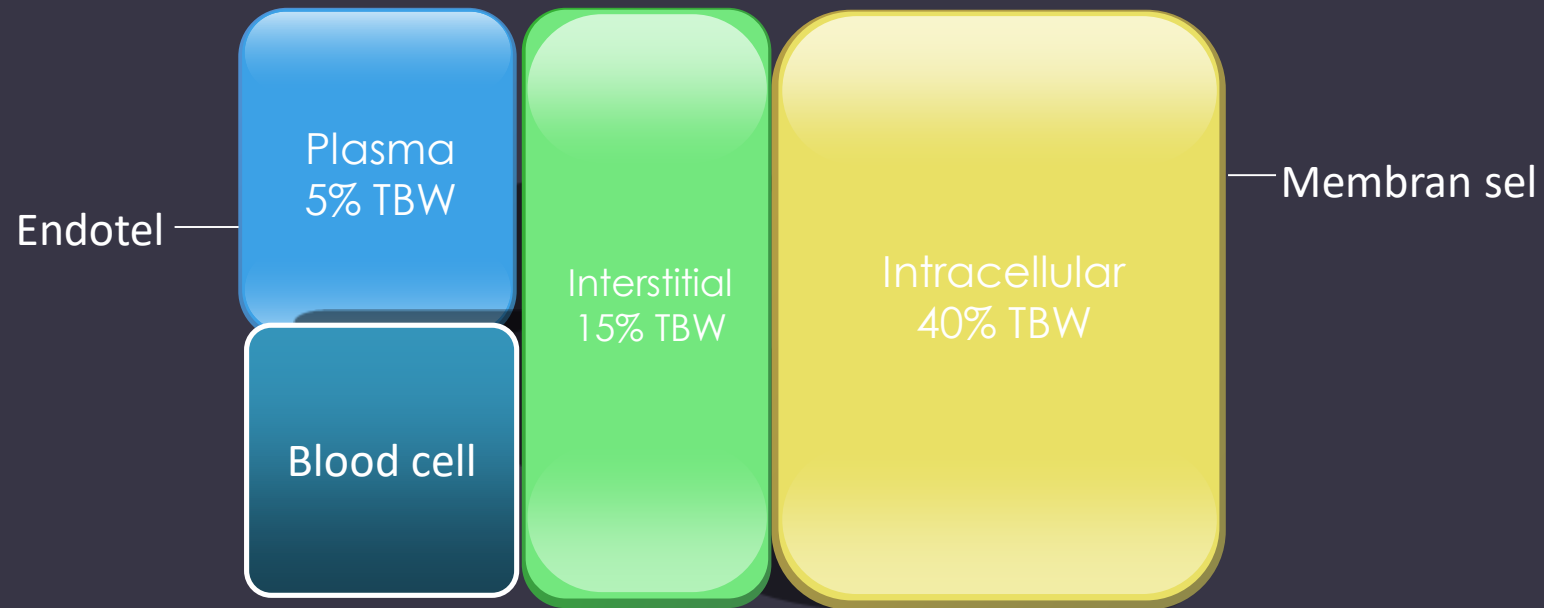 Endotel
Plasma
5% TBW
Blood cell
Interstitial
15% TBW
Intracellular
40% TBW
Membran sel